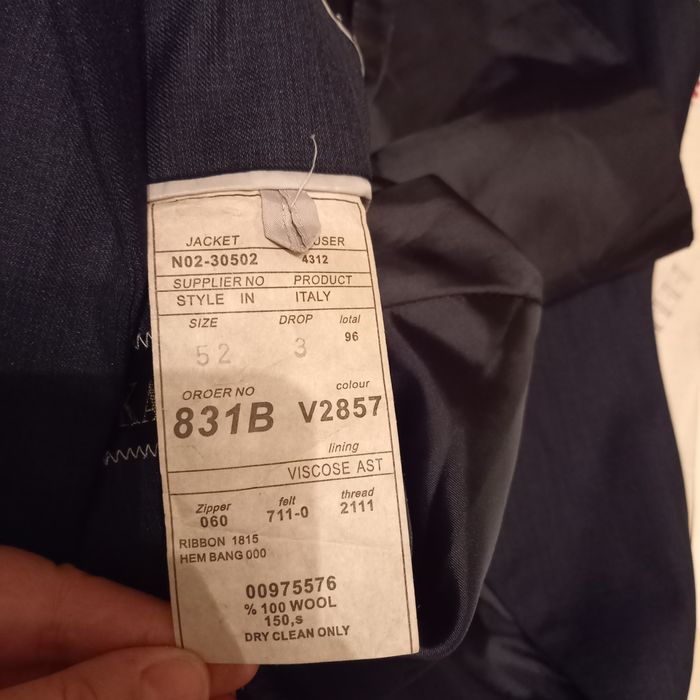 JACKET USER
N02-30502 4312
SUPPLIER NO PRODUCT
STYLE IN ITALY
SIZE DROP lotal
52 3 96
OROER NO colour
831B V2857
lining
VISCOSE AST
Zipper felt thread
060 711-0 2111
RIBBON 1815
HEM BANG 000
00975576
% 100 WOOL
150,s
DRY CLEAN ONLY